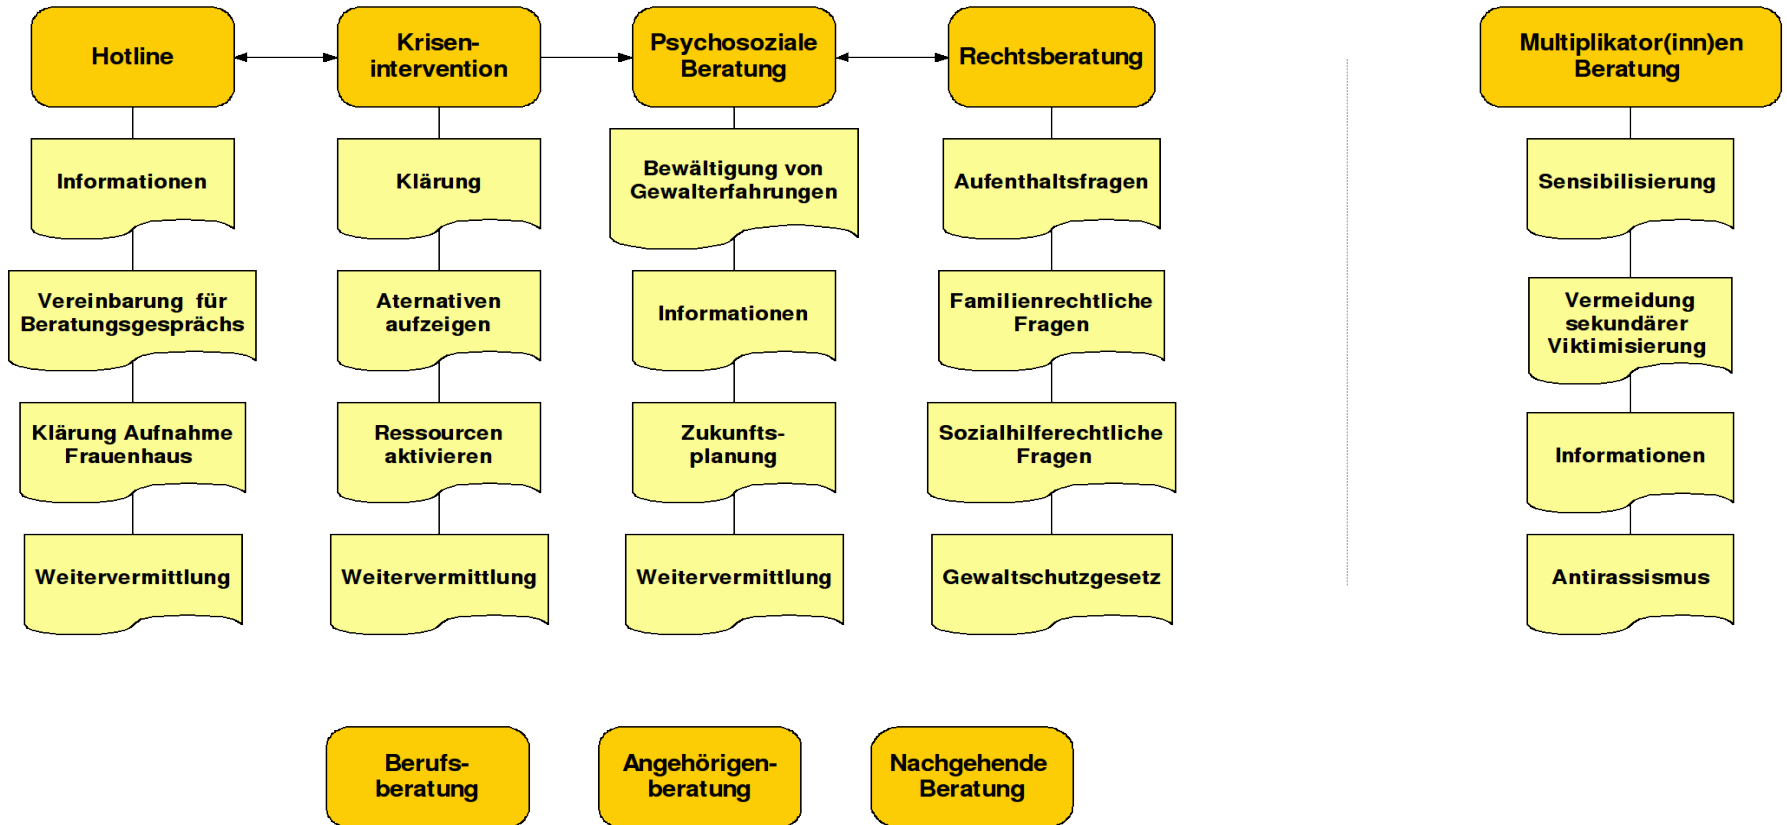 Hotline
Krisen-
intervention
Psychosoziale
Beratung
Rechtsberatung
Multiplikator(inn)en
Beratung
Informationen
Klärung
Bewältigung von
Gewalterfahrungen
Aufenthaltsfragen
Sensibilisierung
Vereinbarung für
Beratungsgesprächs
Aternativen
aufzeigen
Informationen
Familienrechtliche
Fragen
Vermeidung
sekundärer
Viktimisierung
Klärung Aufnahme
Frauenhaus
Ressourcen
aktivieren
Zukunfts-
planung
Sozialhilferechtliche
Fragen
Informationen
Weitervermittlung
Weitervermittlung
Weitervermittlung
Gewaltschutzgesetz
Antirassismus
Berufs-
beratung
Angehörigen-
beratung
Nachgehende
Beratung